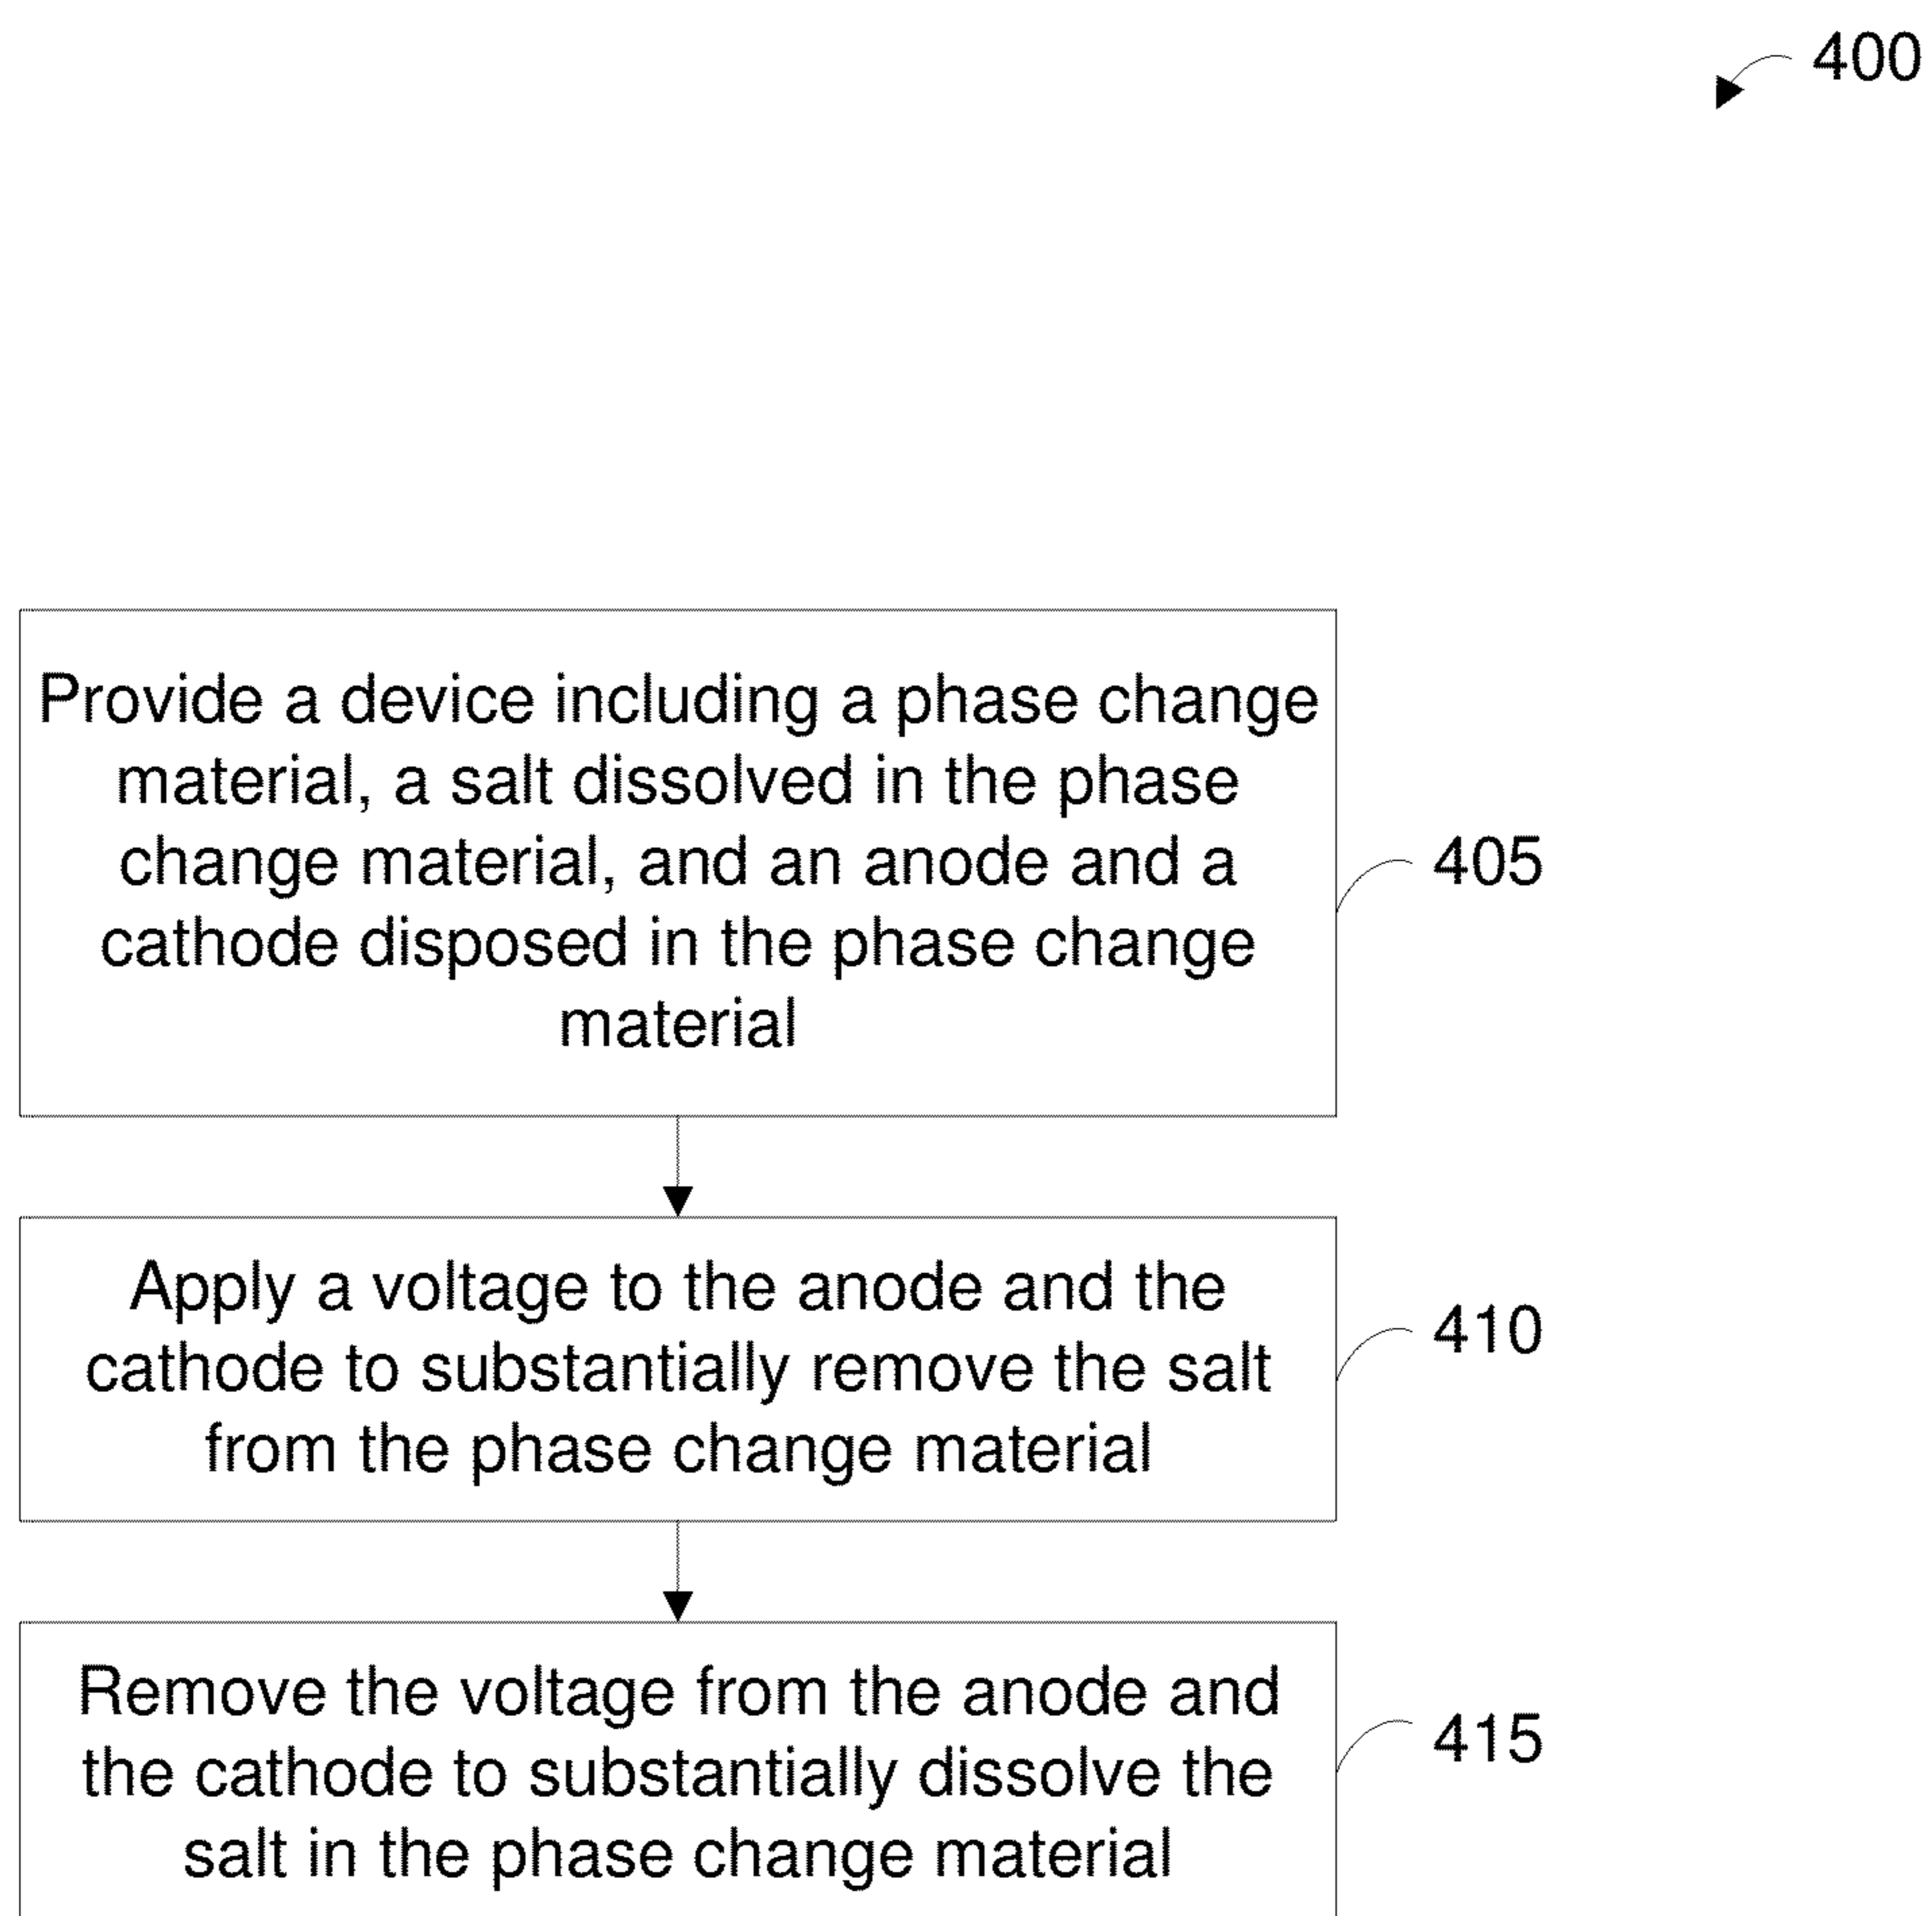 400
Provide a device including a phase change
material, a salt dissolved in the phase
change material, and an anode and a
cathode disposed in the phase change
material
405
Apply a voltage to the anode and the
cathode to substantially remove the salt
from the phase change material
410
Remove the voltage from the anode and
the cathode to substantially dissolve the
salt in the phase change material
415